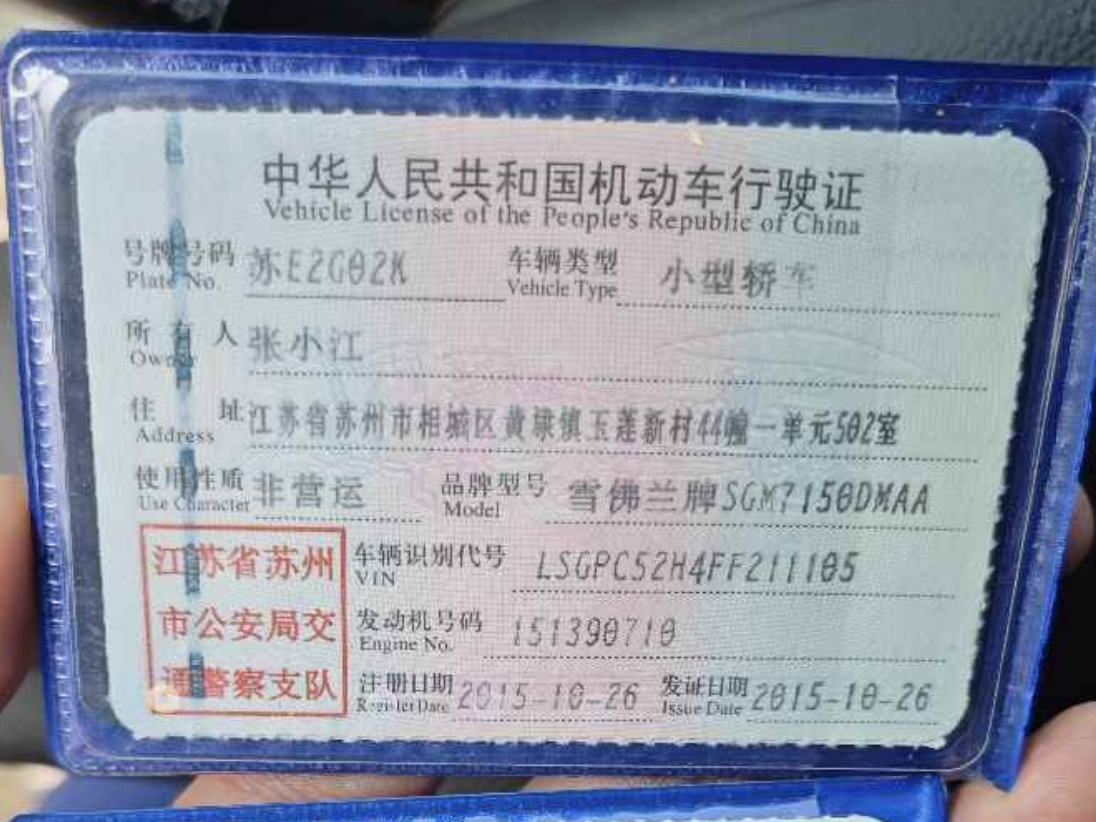 中华人民共和国机动车行驶证
Vehicle License of the People's Republic of China
号牌号码 苏E2G02K 车辆类型 小型轿车
Plate No. Vehicle Type
所有人 张小江
Owner
住址 江苏省苏州市相城区黄埭镇玉莲新村44幢一单元502室
Address
使用性质 非营运 品牌型号 雪佛兰牌SGM7150DMAA
Use Character Model
江苏省苏州 车辆识别代号 LSGPC52H4FF211105
VIN
市公安局交 发动机号码 151390710
Engine No.
通警察支队 注册日期 2015-10-26 发证日期 2015-10-26
Register Date Issue Date